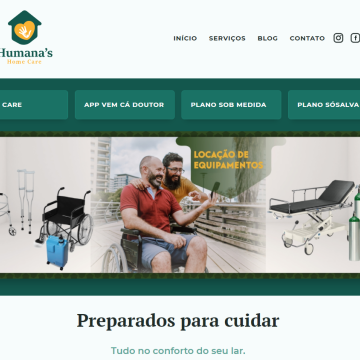 Humana's
Home Care
INÍCIO SERVIÇOS BLOG CONTATO
CARE
APP VEM CÁ DOUTOR
PLANO SOB MEDIDA
PLANO SÓSALVA
LOCAÇÃO DE
EQUIPAMENTOS
Preparados para cuidar
Tudo no conforto do seu lar.